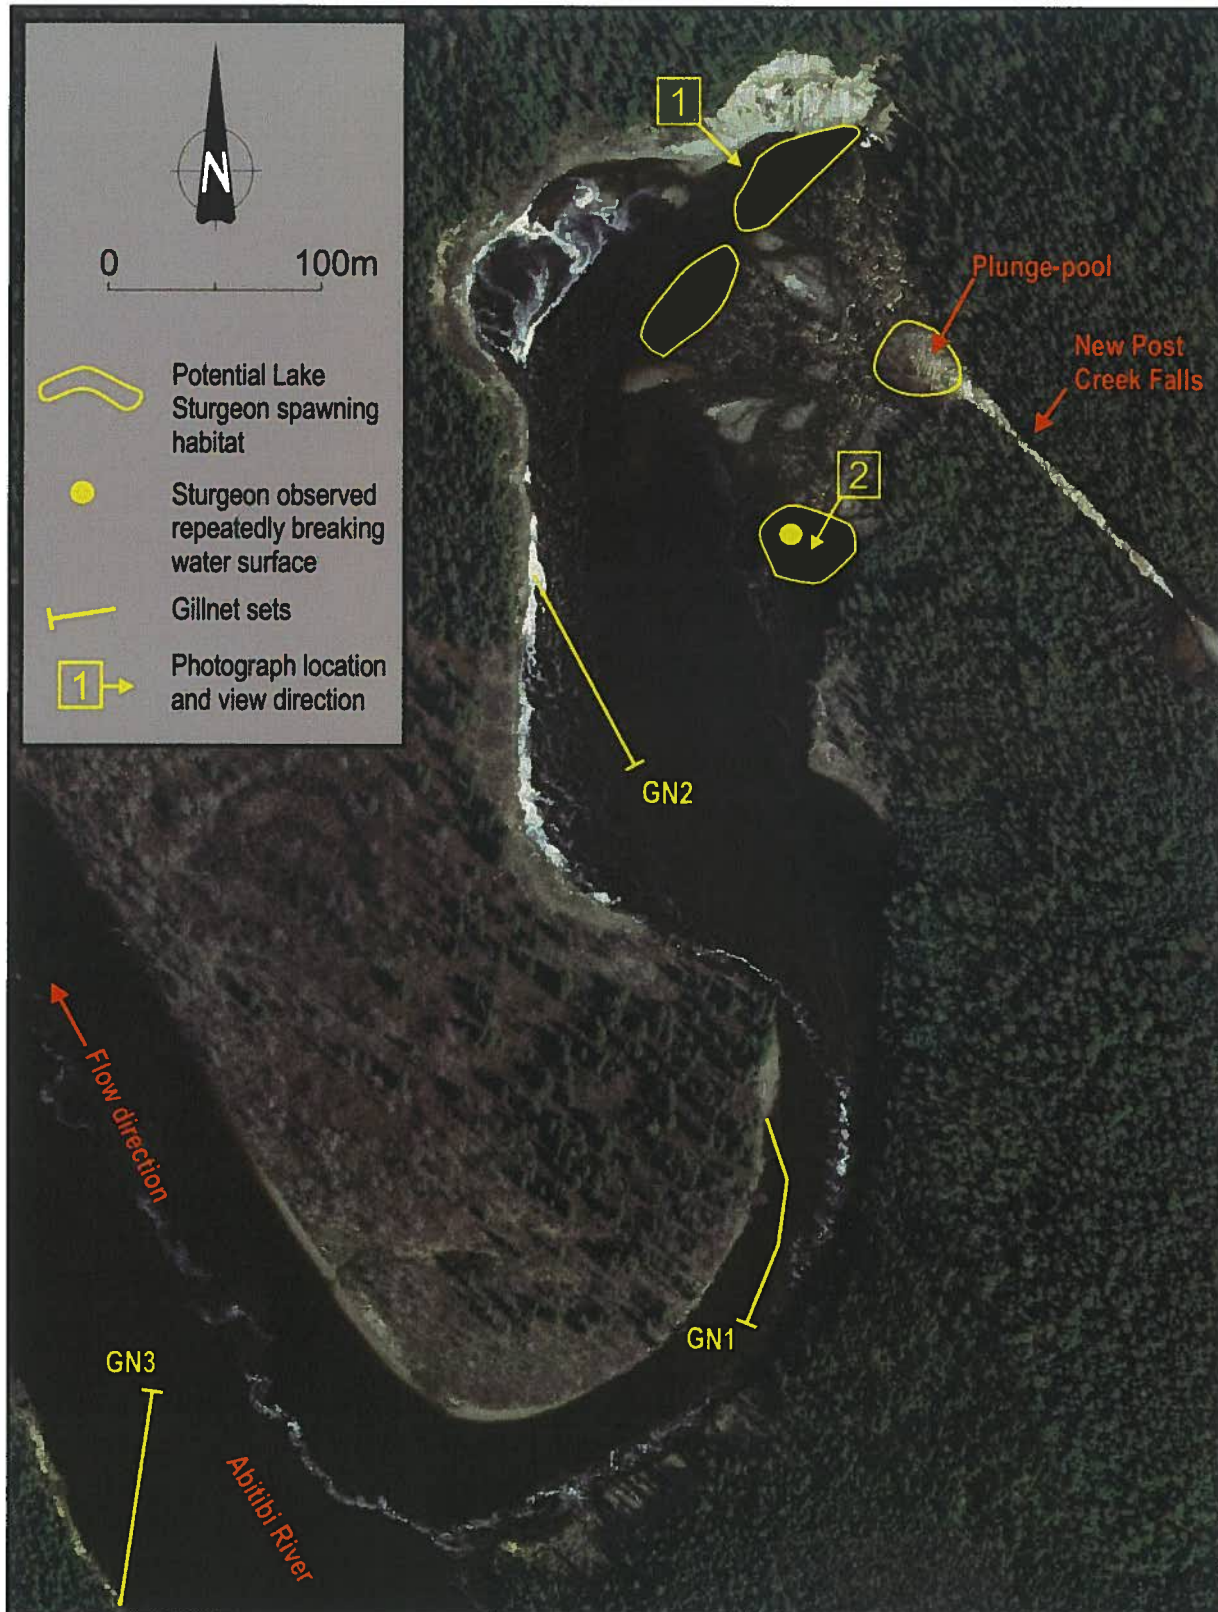 N
0 100m
Potential Lake
Sturgeon spawning
habitat
Sturgeon observed
repeatedly breaking
water surface
Gillnet sets
1
Photograph location
and view direction
1
Plunge-pool
New Post
Creek Falls
2
GN2
Flow direction
GN1
GN3
Abitibi River